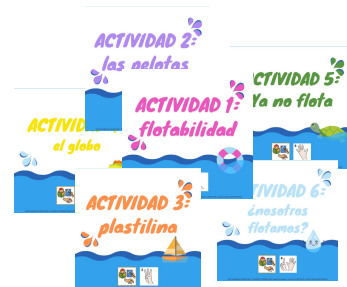 ACTIVIDAD 2:
las pelotas
ACTIVIDAD 5:
Ya no flota
ACTIVIDAD 1:
flotabilidad
ACTIVID
el globo
ACTIVIDAD 3:
plastilina
ACTIVIDAD 6:
¿nosotros
flotamos?